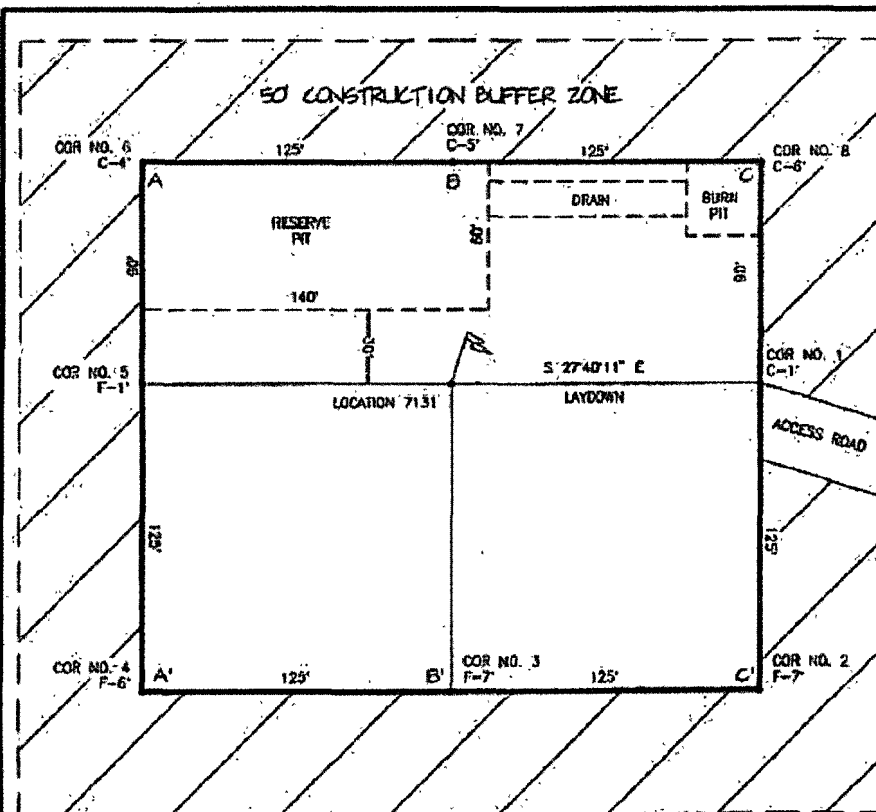 50' CONSTRUCTION BUFFER ZONE
COR NO. 6
C-4'
125'
COR NO. 7
C-5'
125'
COR NO. 8
C-6'
A
B
C
RESERVE
PIT
DRAIN
BURN
PIT
90'
60'
90'
140'
COR NO. 5
F-1'
S 27°40'11" E
COR NO. 1
C-1'
LOCATION 7131
LAYDOWN
ACCESS ROAD
125'
125'
COR NO. 4
F-6'
A'
125'
B'
COR NO. 3
F-7'
125'
C'
COR NO. 2
F-7'